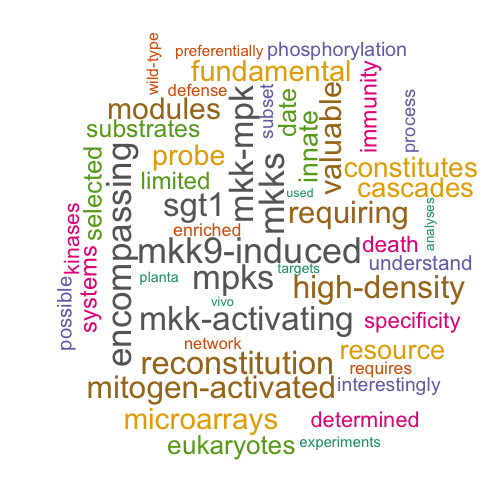 wild-type
preferentially
phosphorylation
fundamental
defense
subset
date
innate
valuable
immunity
process
modules
mkk-mpk
substrates
probe
mkks
constitutes
selected
limited
used
cascades
encompassing
sgt1
requiring
analyses
enriched
kinases
mkk9-induced
death
systems
understand
possible
planta
mpks
targets
high-density
vivo
mkk-activating
specificity
network
resource
reconstitution
requires
mitogen-activated
interestingly
microarrays
determined
eukaryotes
experiments